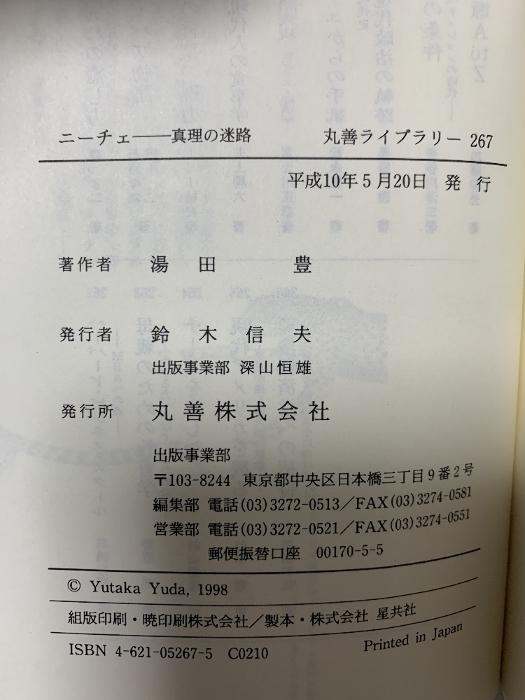 ニーチェ――真理の迷路　丸善ライブラリー 267
平成10年5月20日　発　行
著作者　湯　田　　豊
発行者　鈴　木　信　夫
出版事業部　深山恒雄
発行所　丸善株式会社
出版事業部
〒103-8244　東京都中央区日本橋三丁目9番2号
編集部　電話(03)3272-0513／FAX(03)3274-0581
営業部　電話(03)3272-0521／FAX(03)3274-0551
郵便振替口座　00170-5-5
© Yutaka Yuda, 1998
組版印刷・暁印刷株式会社／製本・株式会社 星共社
ISBN 4-621-05267-5　C0210
Printed in Japan